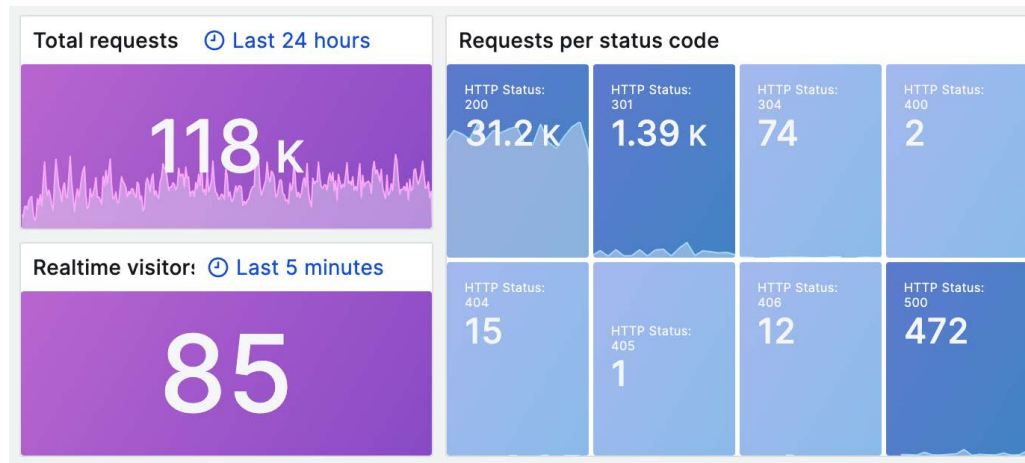 Total requests Last 24 hours
118 K
Realtime visitors Last 5 minutes
85
Requests per status code
HTTP Status:
200
31.2 K
HTTP Status:
301
1.39 K
HTTP Status:
304
74
HTTP Status:
400
2
HTTP Status:
404
15
HTTP Status:
405
1
HTTP Status:
406
12
HTTP Status:
500
472